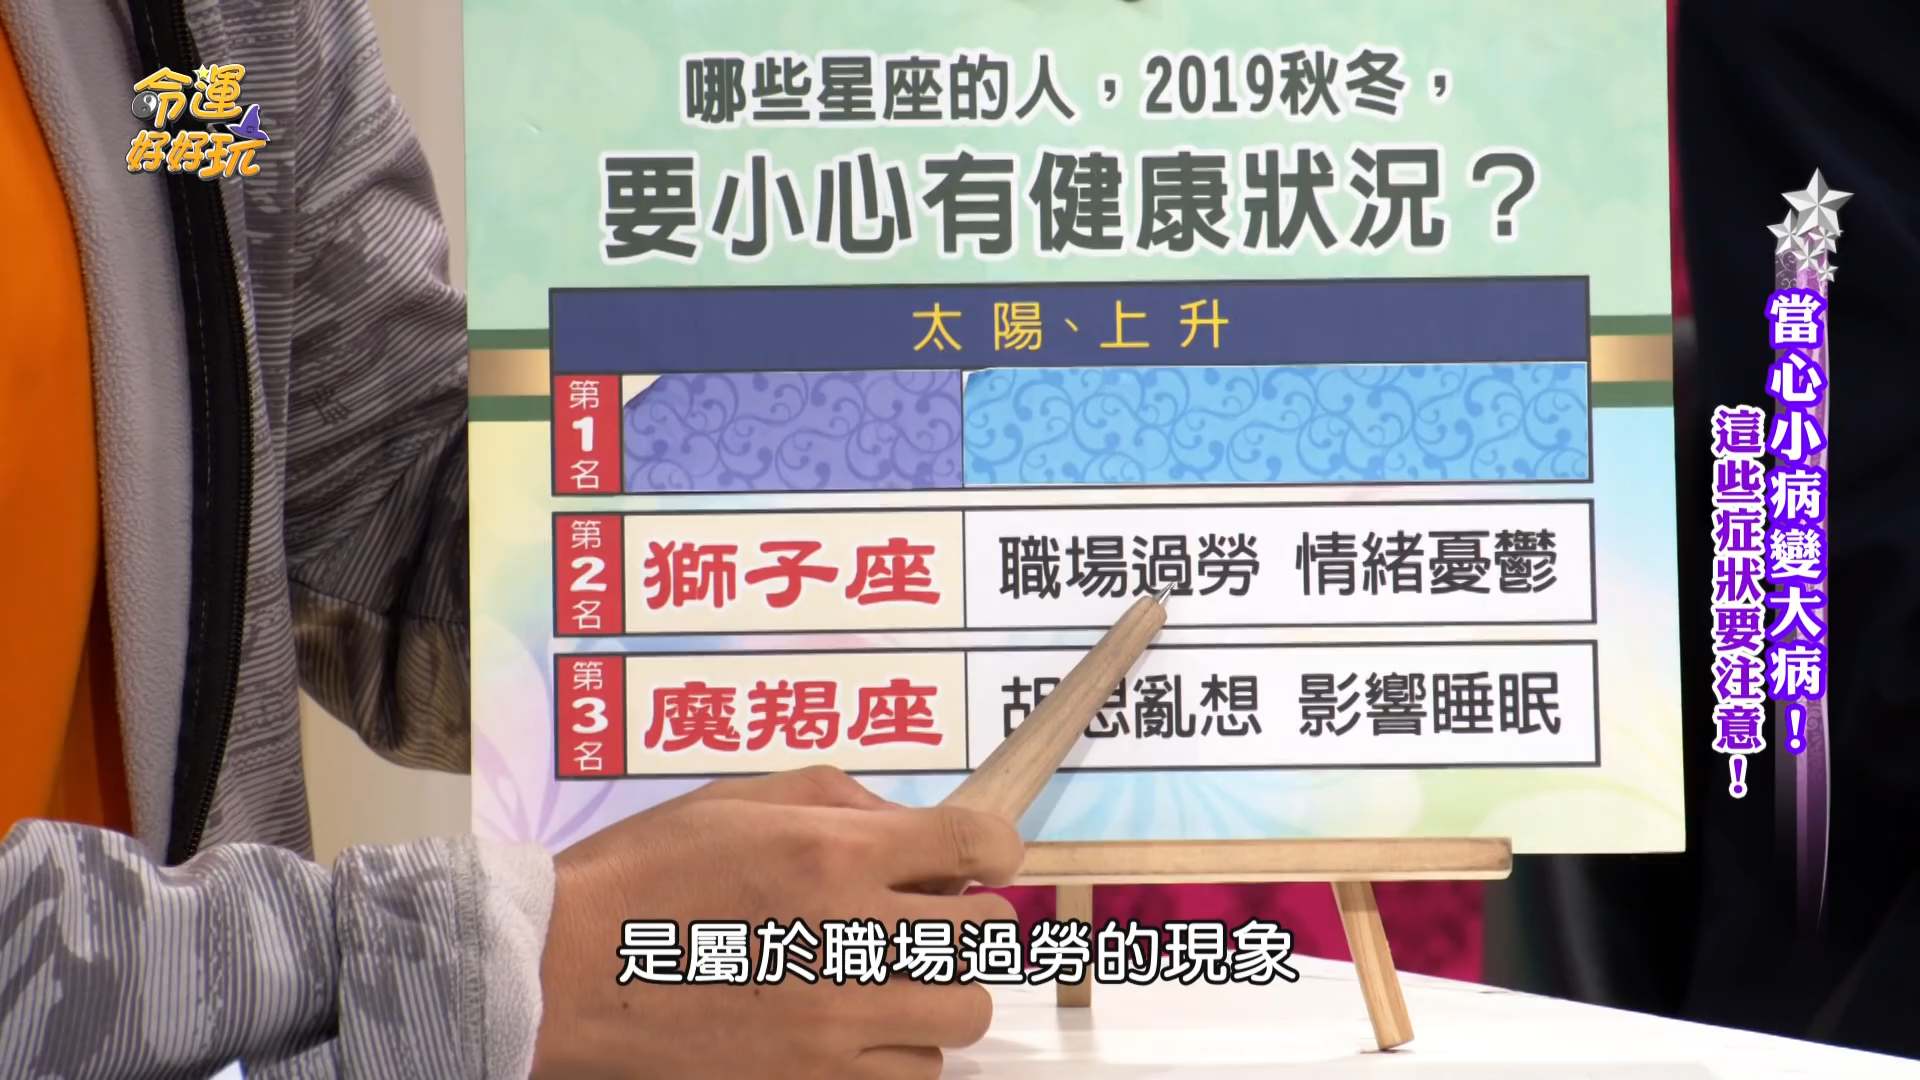 命運
好好玩
哪些星座的人，2019秋冬，
要小心有健康狀況？
太陽、上升
第1名
第2名 獅子座 職場過勞 情緒憂鬱
第3名 魔羯座 胡思亂想 影響睡眠
當心小病變大病！
這些症狀要注意！
是屬於職場過勞的現象